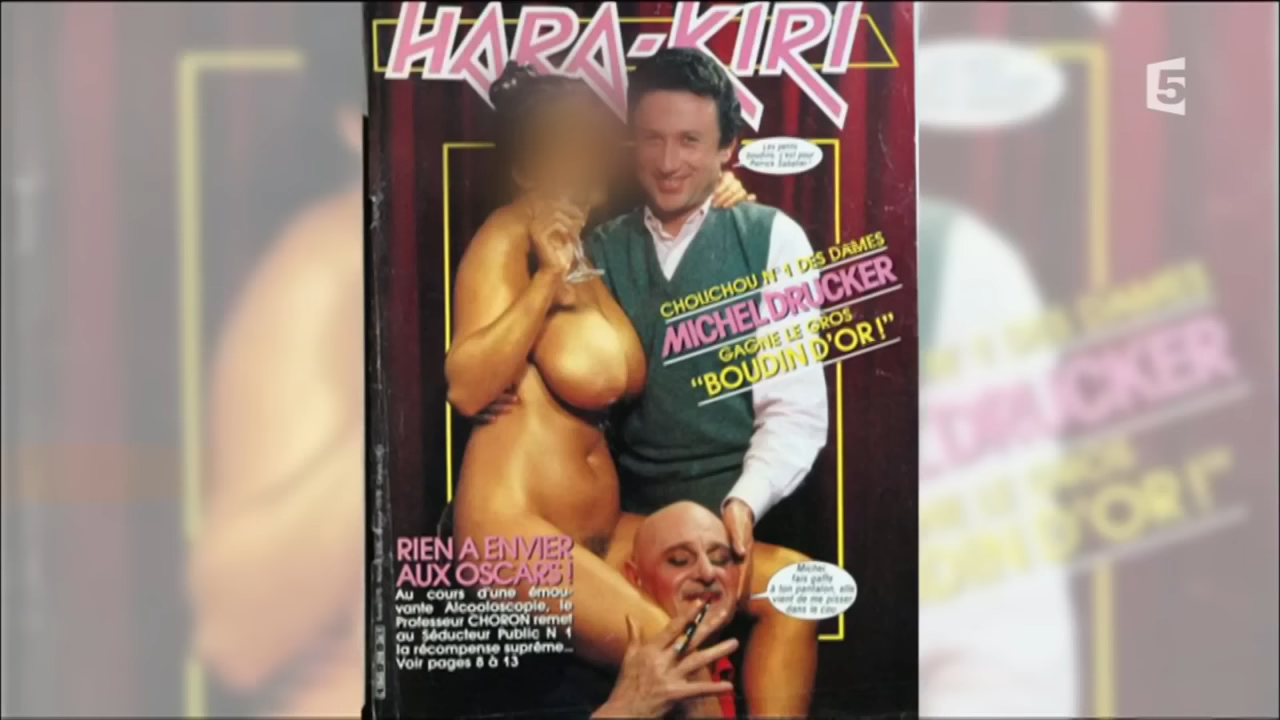 HARA-KIRI
5
Les petits
boudins, c'est pour
Patrick Sabatier!
CHOUCHOU N°1 DES DAMES
MICHEL DRUCKER
GAGNE LE GROS
"BOUDIN D'OR!"
RIEN A ENVIER
AUX OSCARS!
Au cours d'une émou-
vante Alcooloscopie, le
Professeur CHORON remet
au Séducteur Public N°1
la récompense suprême...
Voir pages 8 à 13
Michel,
fais gaffe
à ton pantalon, elle
vient de me pisser
dans le cou.